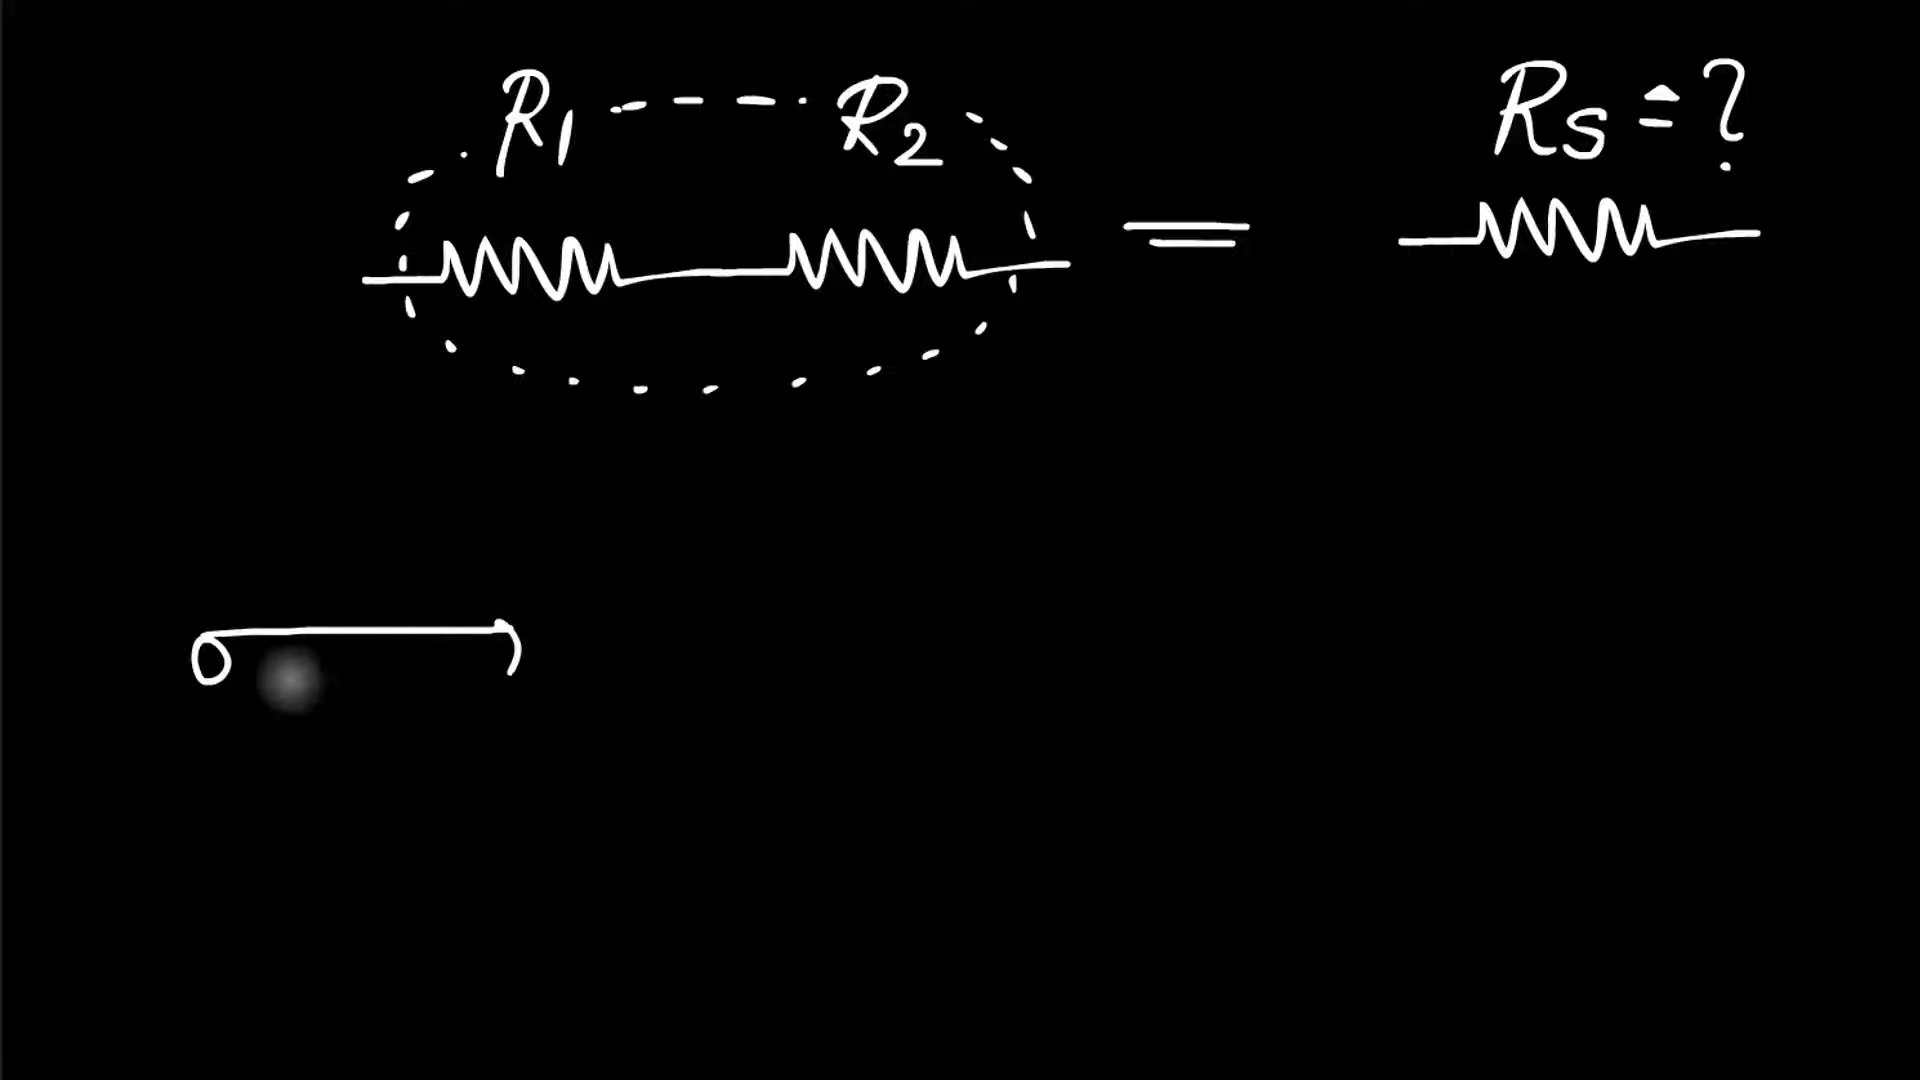 R1 R2 = Rs = ?